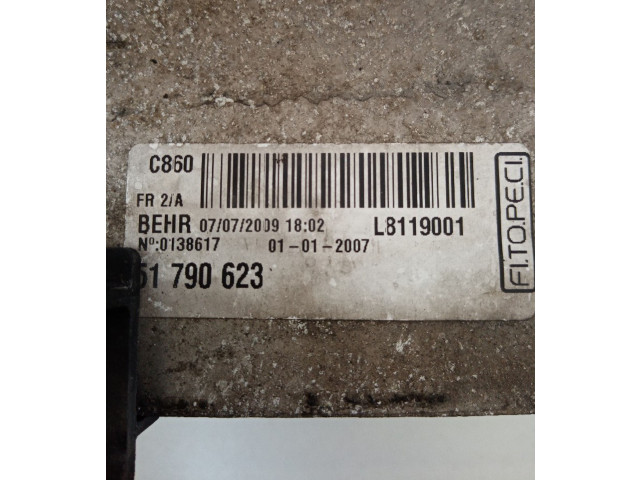 C860
FR 2/A
BEHR 07/07/2009 18:02 L8119001
Nº:0138617 01-01-2007
51 790 623
FI.TO.PE.CI.